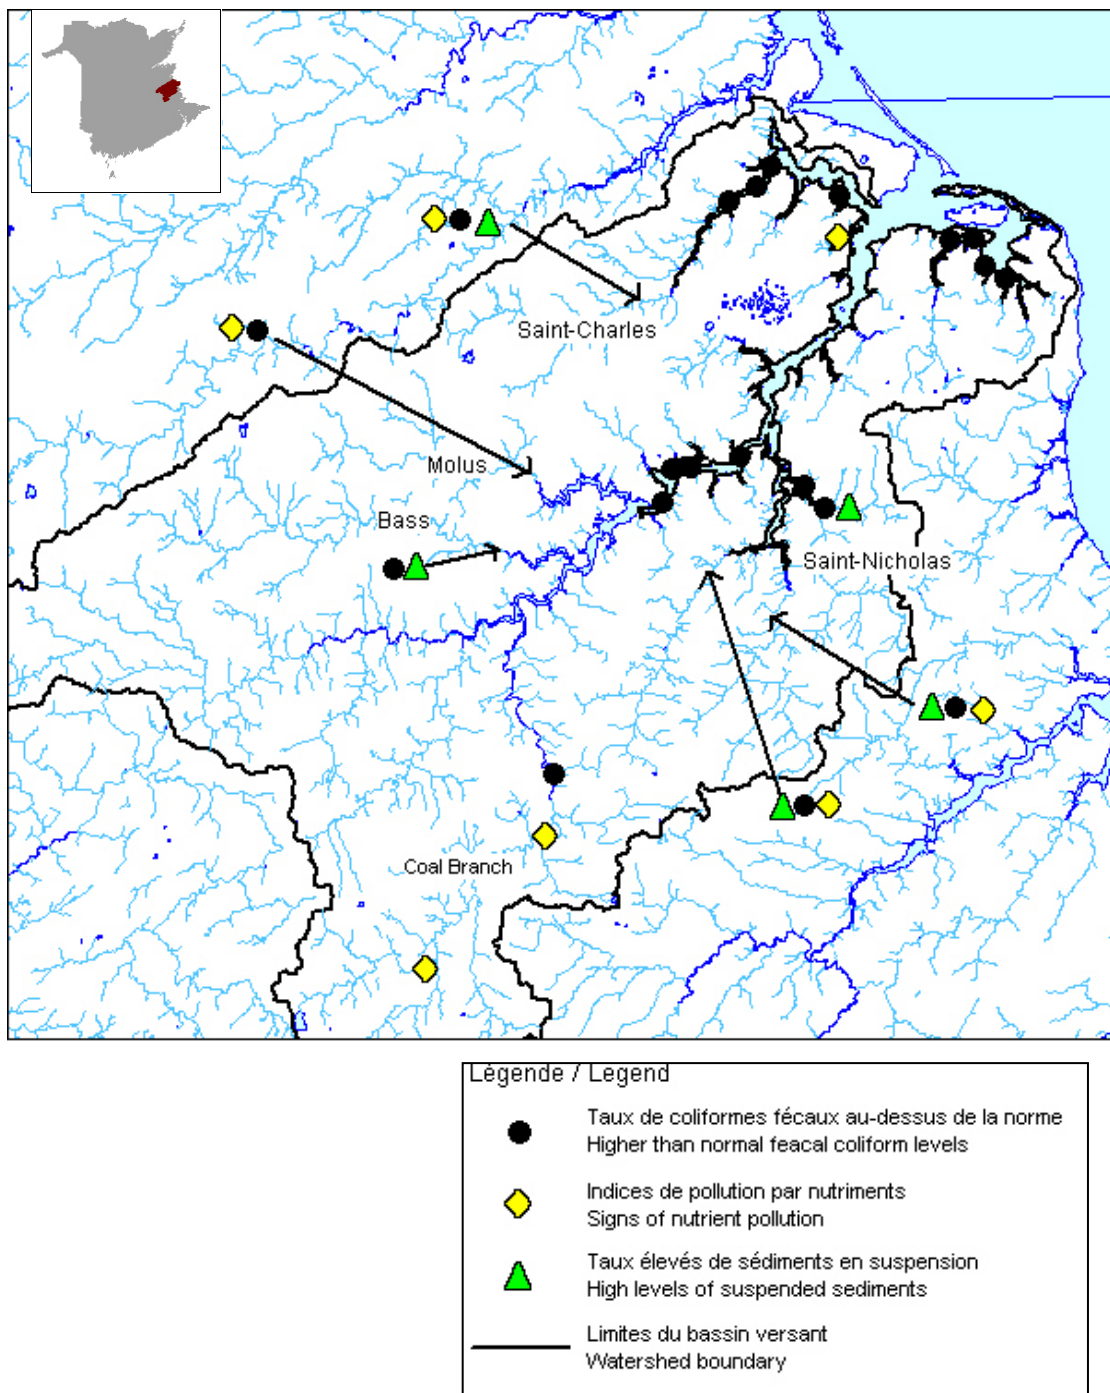 Saint-Charles
Molus
Bass
Saint-Nicholas
Coal Branch
Légende / Legend
Taux de coliformes fécaux au-dessus de la norme
Higher than normal feacal coliform levels
Indices de pollution par nutriments
Signs of nutrient pollution
Taux élevés de sédiments en suspension
High levels of suspended sediments
Limites du bassin versant
Watershed boundary